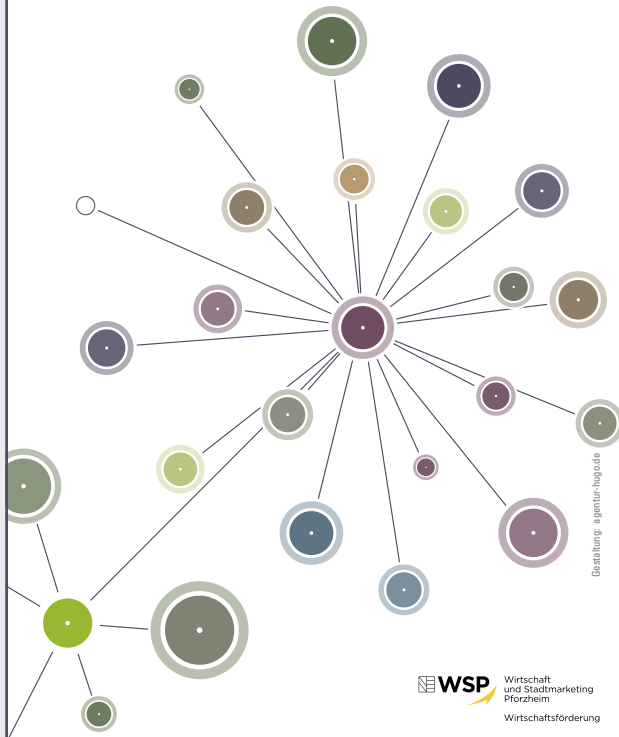 Gestaltung: agentur-hugo.de
WSP
Wirtschaft
und Stadtmarketing
Pforzheim
Wirtschaftsförderung